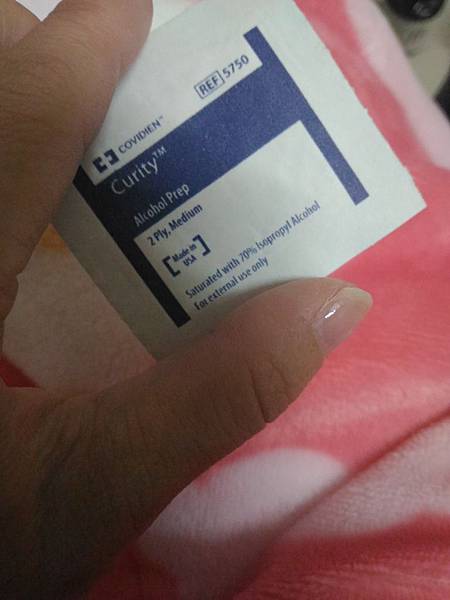 REF 5750
COVIDIEN™
Curity™
Alcohol Prep
2 Ply, Medium
Made in
USA
Saturated with 70% Isopropyl Alcohol
For external use only